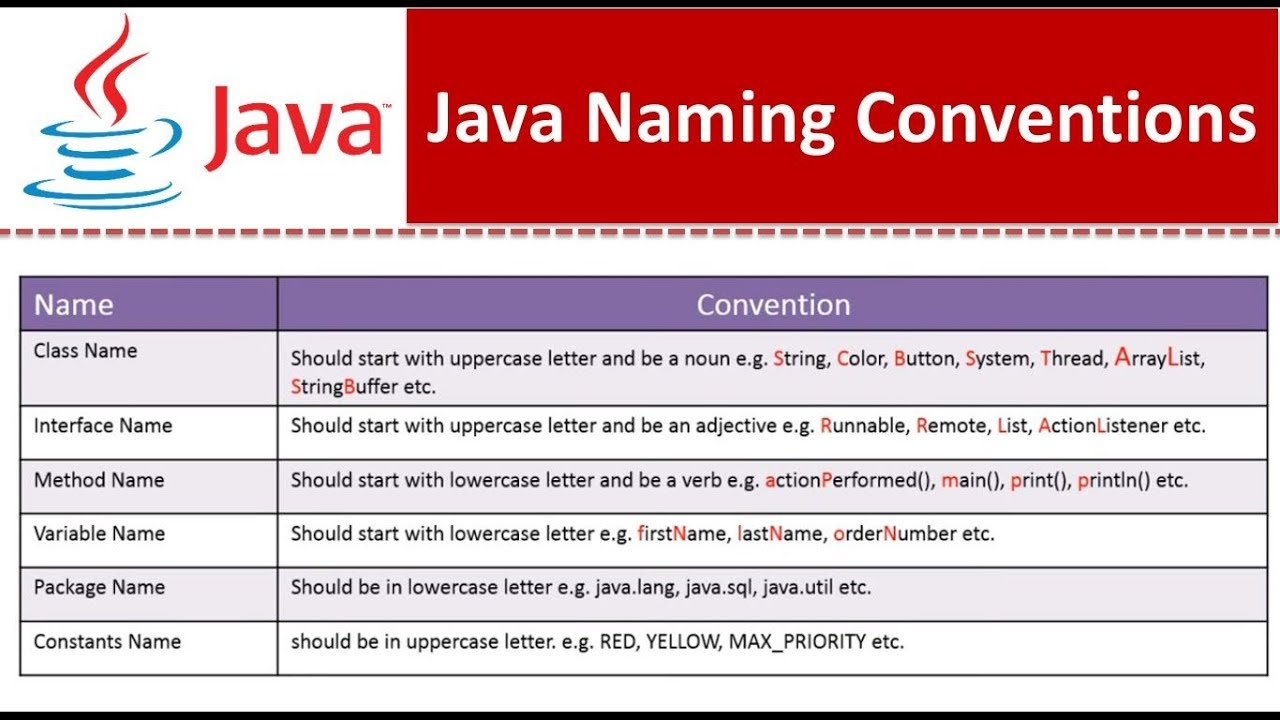 Java™
Java Naming Conventions
Name
Convention
Class Name
Should start with uppercase letter and be a noun e.g. String, Color, Button, System, Thread, ArrayList,
StringBuffer etc.
Interface Name
Should start with uppercase letter and be an adjective e.g. Runnable, Remote, List, ActionListener etc.
Method Name
Should start with lowercase letter and be a verb e.g. actionPerformed(), main(), print(), println() etc.
Variable Name
Should start with lowercase letter e.g. firstName, lastName, orderNumber etc.
Package Name
Should be in lowercase letter e.g. java.lang, java.sql, java.util etc.
Constants Name
should be in uppercase letter. e.g. RED, YELLOW, MAX_PRIORITY etc.